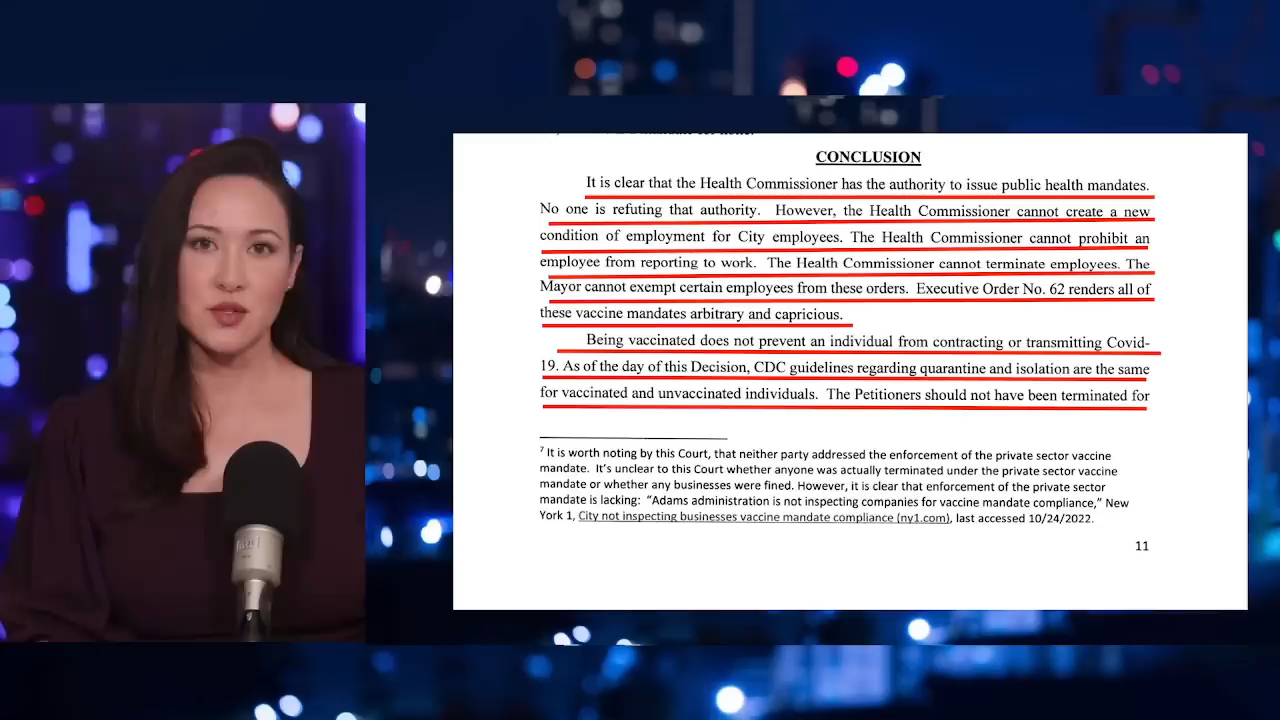 CONCLUSION
It is clear that the Health Commissioner has the authority to issue public health mandates.
No one is refuting that authority. However, the Health Commissioner cannot create a new
condition of employment for City employees. The Health Commissioner cannot prohibit an
employee from reporting to work. The Health Commissioner cannot terminate employees. The
Mayor cannot exempt certain employees from these orders. Executive Order No. 62 renders all of
these vaccine mandates arbitrary and capricious.
Being vaccinated does not prevent an individual from contracting or transmitting Covid-
19. As of the day of this Decision, CDC guidelines regarding quarantine and isolation are the same
for vaccinated and unvaccinated individuals. The Petitioners should not have been terminated for
7 It is worth noting by this Court, that neither party addressed the enforcement of the private sector vaccine
mandate. It's unclear to this Court whether anyone was actually terminated under the private sector vaccine
mandate or whether any businesses were fined. However, it is clear that enforcement of the private sector
mandate is lacking: “Adams administration is not inspecting companies for vaccine mandate compliance,” New
York 1, City not inspecting businesses vaccine mandate compliance (ny1.com), last accessed 10/24/2022.
11